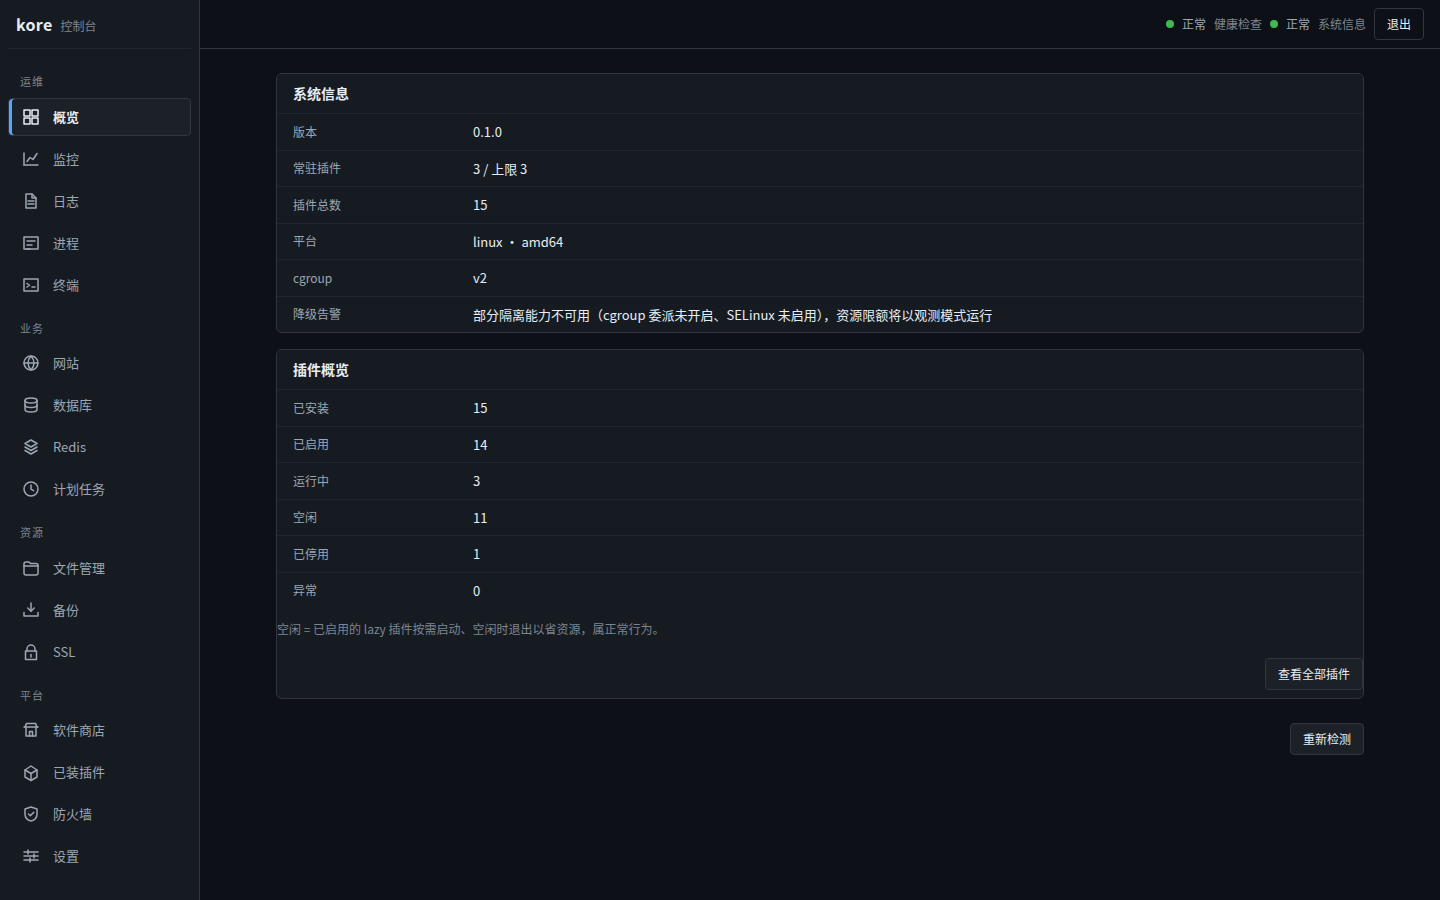 kore 控制台
正常 健康检查 正常 系统信息 退出
运维
概览
监控
日志
进程
终端
业务
网站
数据库
Redis
计划任务
资源
文件管理
备份
SSL
平台
软件商店
已装插件
防火墙
设置
系统信息
版本 0.1.0
常驻插件 3 / 上限 3
插件总数 15
平台 linux · amd64
cgroup v2
降级告警 部分隔离能力不可用（cgroup 委派未开启、SELinux 未启用），资源限额将以观测模式运行
插件概览
已安装 15
已启用 14
运行中 3
空闲 11
已停用 1
异常 0
空闲 = 已启用的 lazy 插件按需启动、空闲时退出以省资源，属正常行为。
查看全部插件
重新检测